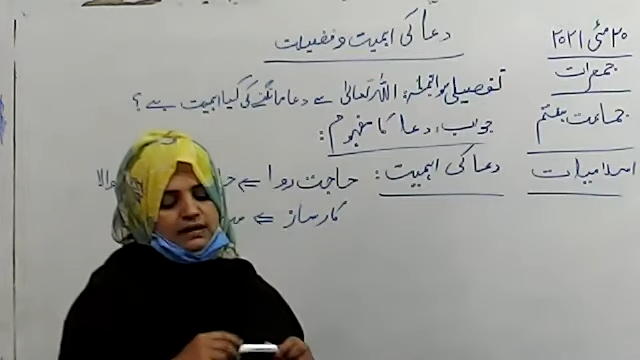 دعا کی اہمیت و فضیلت
۲۰ مئی ۲۰۲۱
جمعرات
جماعت ہشتم
اسلامیات
تفصیلی سوال نمبر: اللہ تعالیٰ سے دعا مانگنے کی کیا اہمیت ہے؟
جواب: دعا کا مفہوم:
دعا کی اہمیت: حاجت روا ⇐ والا
کارساز ⇐